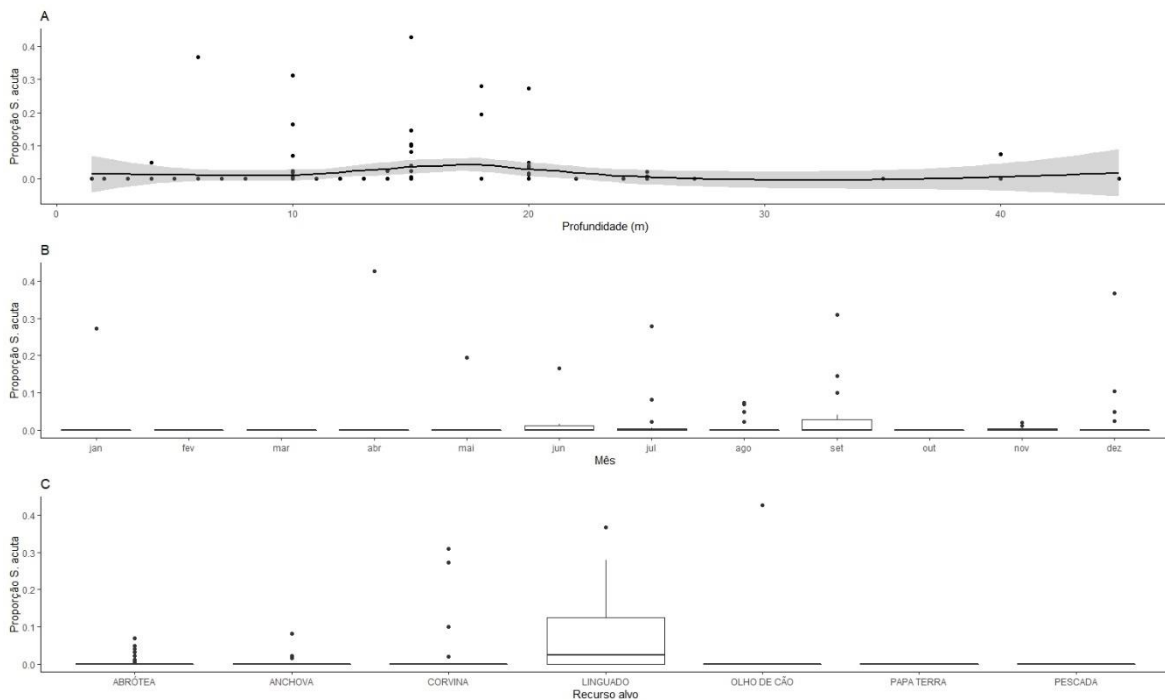 A
Proporção S. acuta
0.4
0.3
0.2
0.1
0.0
0 10 20 30 40
Profundidade (m)
B
Proporção S. acuta
0.4
0.3
0.2
0.1
0.0
jan fev mar abr mai jun jul ago set out nov dez
Mês
C
Proporção S. acuta
0.4
0.3
0.2
0.1
0.0
ABRÓTEA ANCHOVA CORVINA LINGUADO OLHO DE CÃO PAPA TERRA PESCADA
Recurso alvo